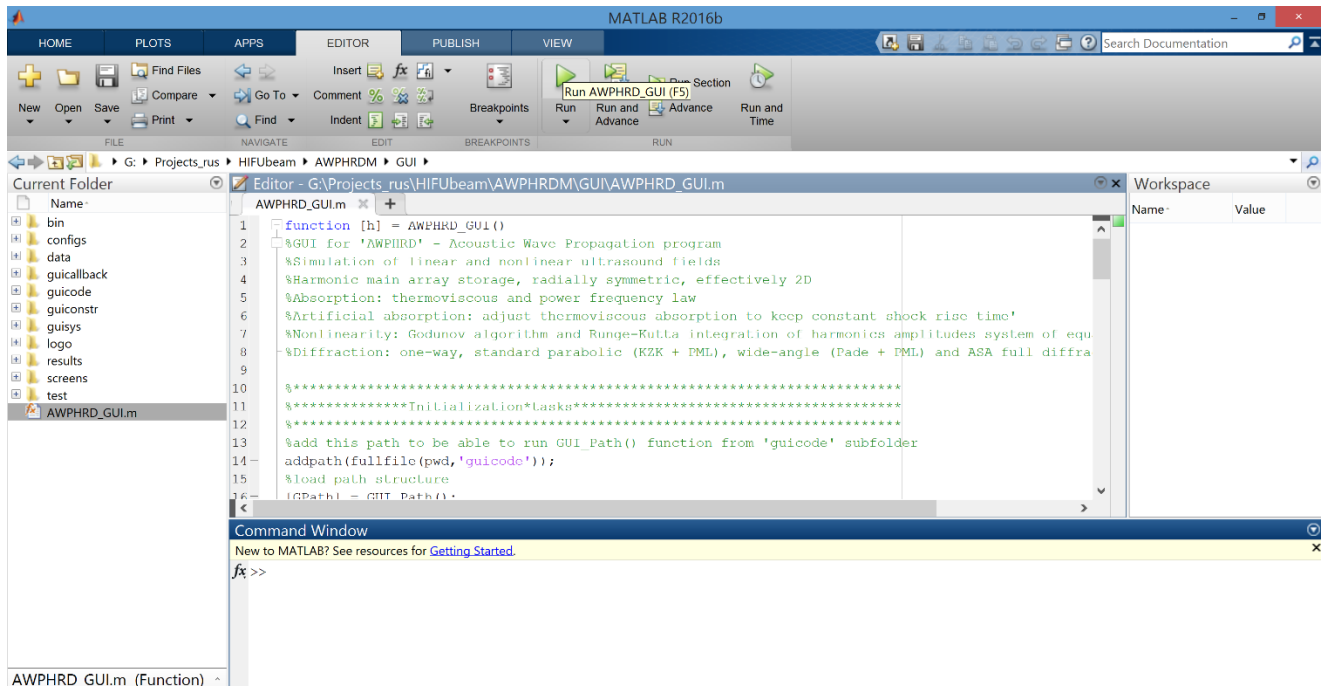 MATLAB R2016b
HOME PLOTS APPS EDITOR PUBLISH VIEW
Search Documentation
New Open Save
Find Files
Compare
Print
FILE
Go To
Find
NAVIGATE
Insert fx
Comment
Indent
EDIT
Breakpoints
BREAKPOINTS
Run
Run and Advance
Run Section
Advance
Run and Time
RUN
Run AWPHRD_GUI (F5)
G: Projects_rus HIFUbeam AWPHRDM GUI
Current Folder
Name
bin
configs
data
guicallback
guicode
guiconstr
guisys
logo
results
screens
test
AWPHRD_GUI.m
AWPHRD_GUI.m (Function)
Editor - G:\Projects_rus\HIFUbeam\AWPHRDM\GUI\AWPHRD_GUI.m
AWPHRD_GUI.m
1 function [h] = AWPHRD_GUI()
2 %GUI for 'AWPHRD' - Acoustic Wave Propagation program
3 %Simulation of linear and nonlinear ultrasound fields
4 %Harmonic main array storage, radially symmetric, effectively 2D
5 %Absorption: thermoviscous and power frequency law
6 %Artificial absorption: adjust thermoviscous absorption to keep constant shock rise time'
7 %Nonlinearity: Godunov algorithm and Runge-Kutta integration of harmonics amplitudes system of equ
8 %Diffraction: one-way, standard parabolic (KZK + PML), wide-angle (Pade + PML) and ASA full diffra
9
10 %*************************************************************************
11 %**************Initialization*tasks***************************************
12 %*************************************************************************
13 %add this path to be able to run GUI_Path() function from 'guicode' subfolder
14 addpath(fullfile(pwd,'guicode'));
15 %load path structure
16 [GPath] = GUI_Path();
Workspace
Name Value
Command Window
New to MATLAB? See resources for Getting Started.
fx >>